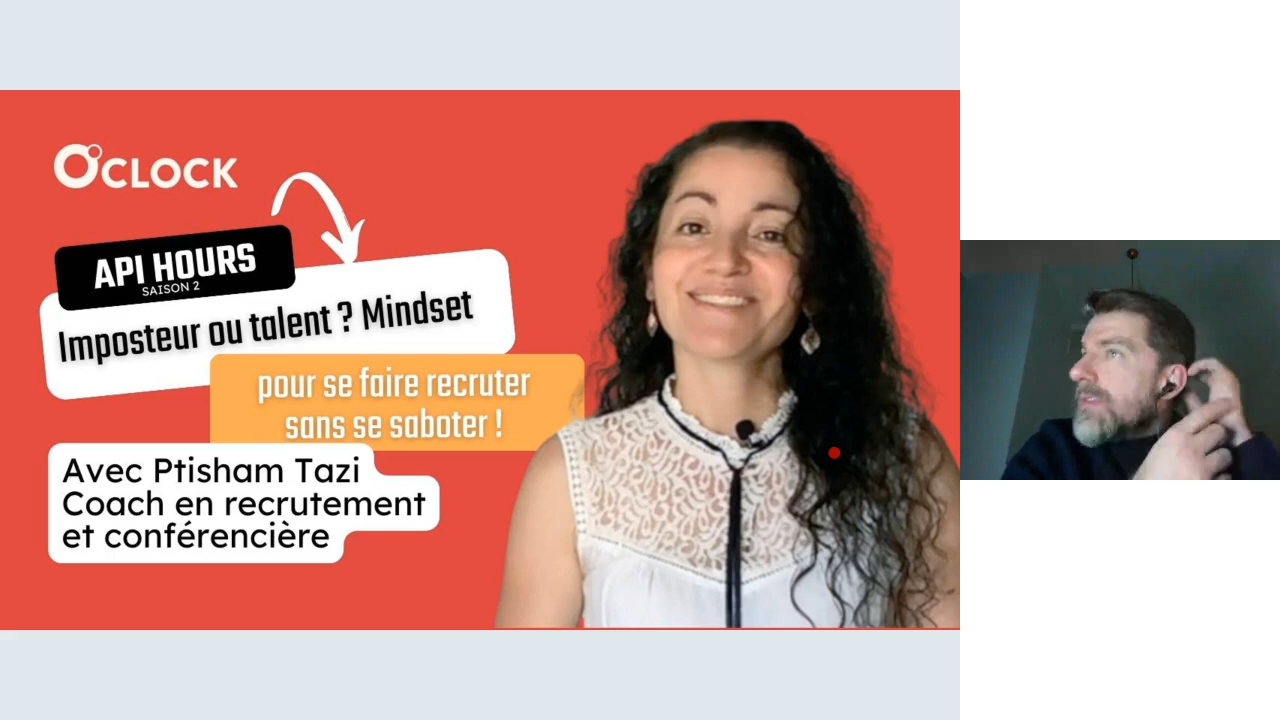 O'CLOCK
API HOURS
SAISON 2
Imposteur ou talent ? Mindset
pour se faire recruter
sans se saboter !
Avec Ptisham Tazi
Coach en recrutement
et conférencière